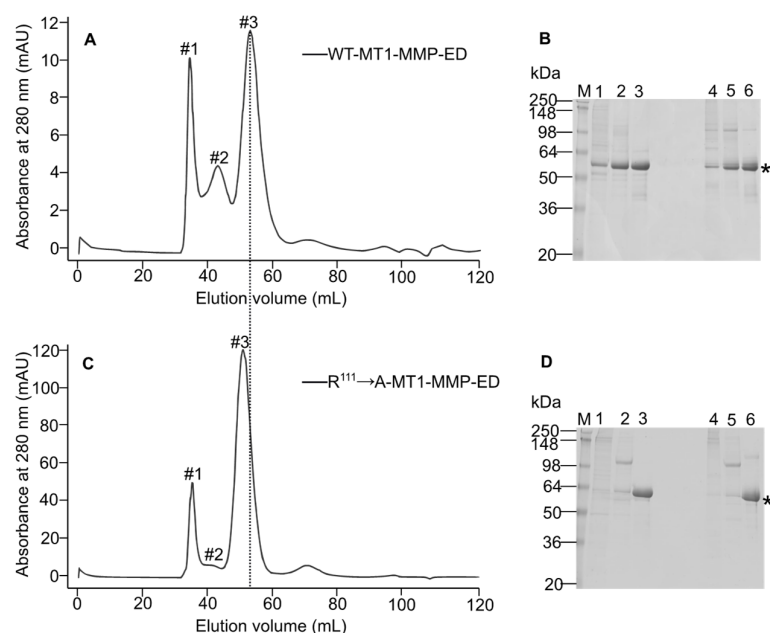 A
#1
#2
#3
WT-MT1-MMP-ED
Absorbance at 280 nm (mAU)
12
10
8
6
4
2
0
0 20 40 60 80 100 120
Elution volume (mL)
B
kDa
M 1 2 3 4 5 6
250
148
98
64
50
36
20
*
C
#1
#2
#3
R¹¹¹→A-MT1-MMP-ED
Absorbance at 280 nm (mAU)
120
100
80
60
40
20
0
0 20 40 60 80 100 120
Elution volume (mL)
D
kDa
M 1 2 3 4 5 6
250
148
98
64
50
36
20
*